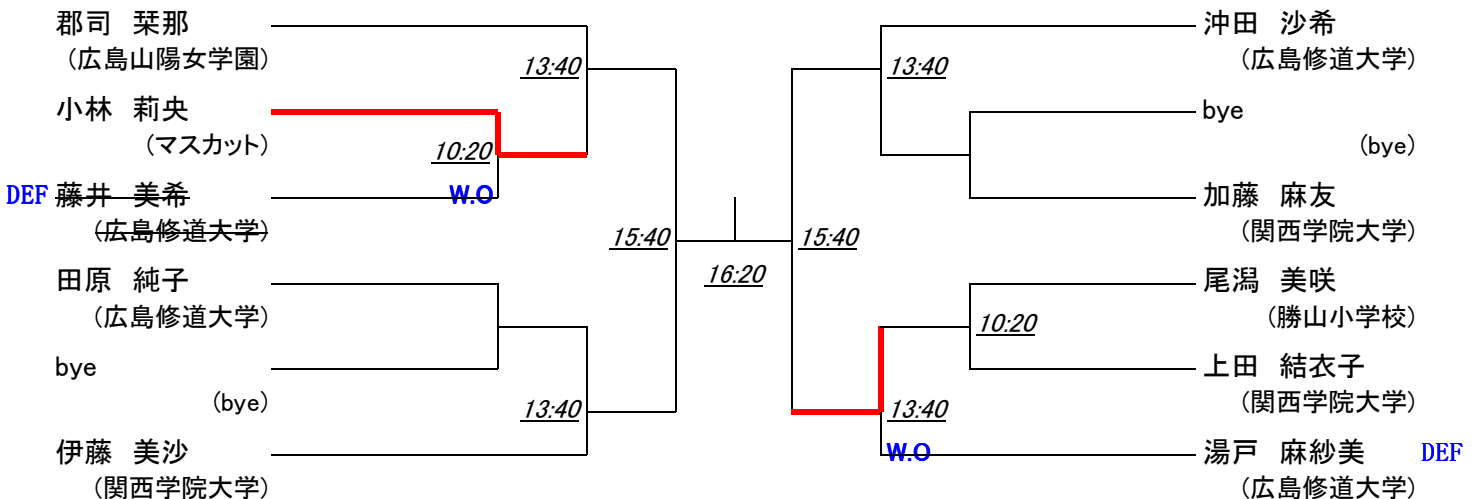 郡司 栞那
(広島山陽女学園)
13:40
小林 莉央
(マスカット)
10:20
DEF 藤井 美希
W.O
(広島修道大学)
15:40
田原 純子
(広島修道大学)
bye
(bye)
13:40
伊藤 美沙
(関西学院大学)
16:20
沖田 沙希
(広島修道大学)
13:40
bye
(bye)
加藤 麻友
(関西学院大学)
15:40
尾潟 美咲
(勝山小学校)
10:20
上田 結衣子
(関西学院大学)
13:40
W.O
湯戸 麻紗美 DEF
(広島修道大学)